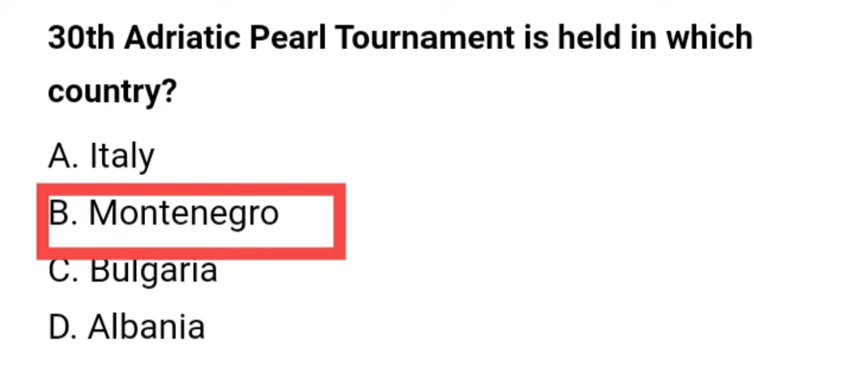 30th Adriatic Pearl Tournament is held in which
country?
A. Italy
B. Montenegro
C. Bulgaria
D. Albania